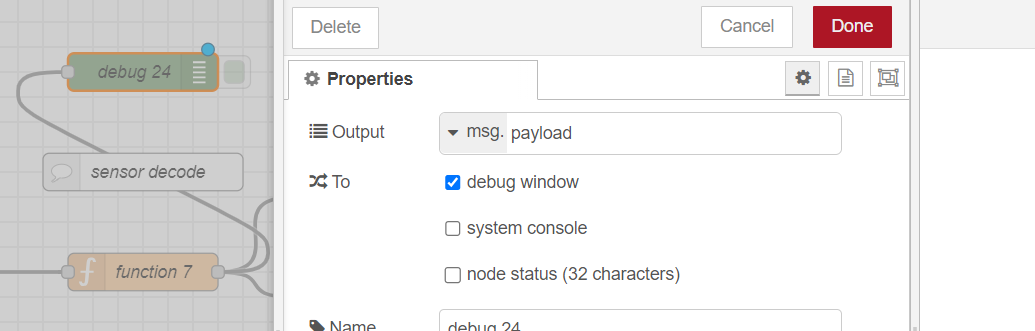 Delete
Cancel
Done
debug 24
Properties
Output
msg. payload
sensor decode
To
debug window
system console
function 7
node status (32 characters)
Name
debug 24